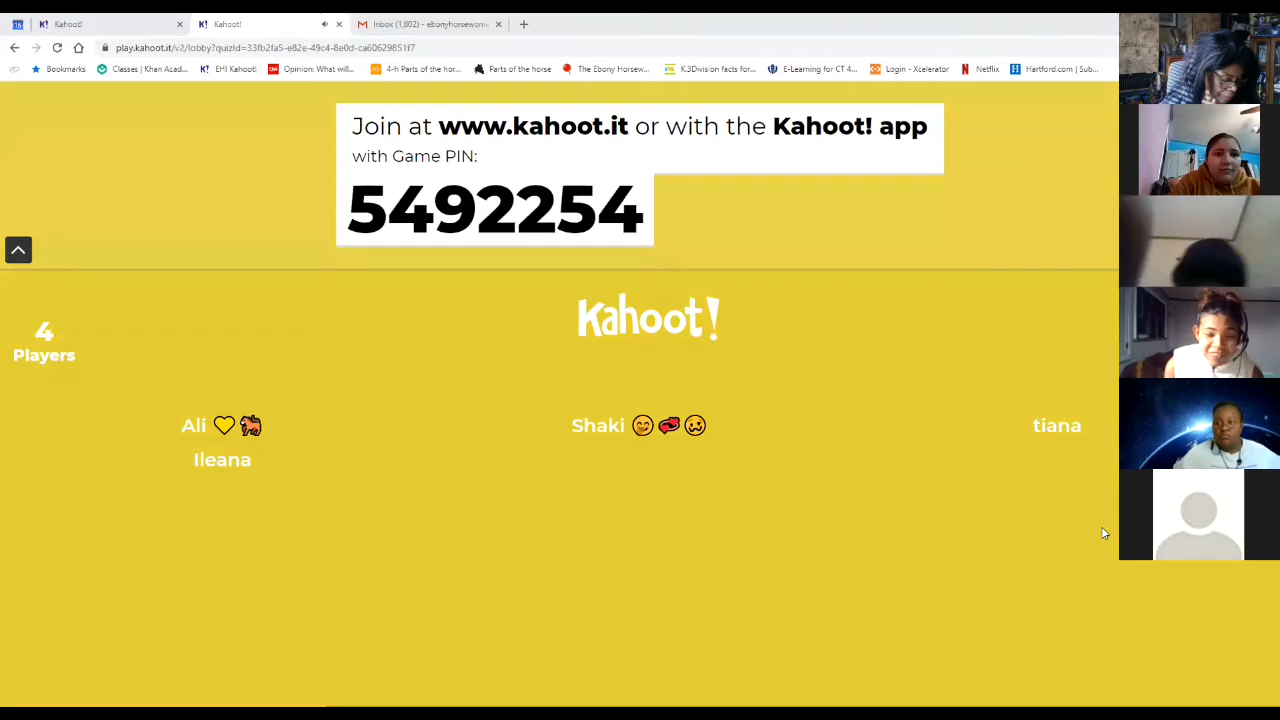 Kahoot!
Kahoot!
Inbox (1,802) - ebonyhorsewom
play.kahoot.it/v2/lobby?quizId=33fb2fa5-e82e-49c4-8e0d-ca60629851f7
Bookmarks
Classes | Khan Acad...
EHI Kahoot!
Opinion: What will...
4-h Parts of the hor...
Parts of the horse
The Ebony Horsew...
K.3Division facts for...
E-Learning for CT 4...
Login - Xcelerator
Netflix
Hartford.com | Sub...
Join at www.kahoot.it or with the Kahoot! app
with Game PIN:
5492254
Kahoot!
4
Players
Ali 💛🐴
Shaki
tiana
Ileana